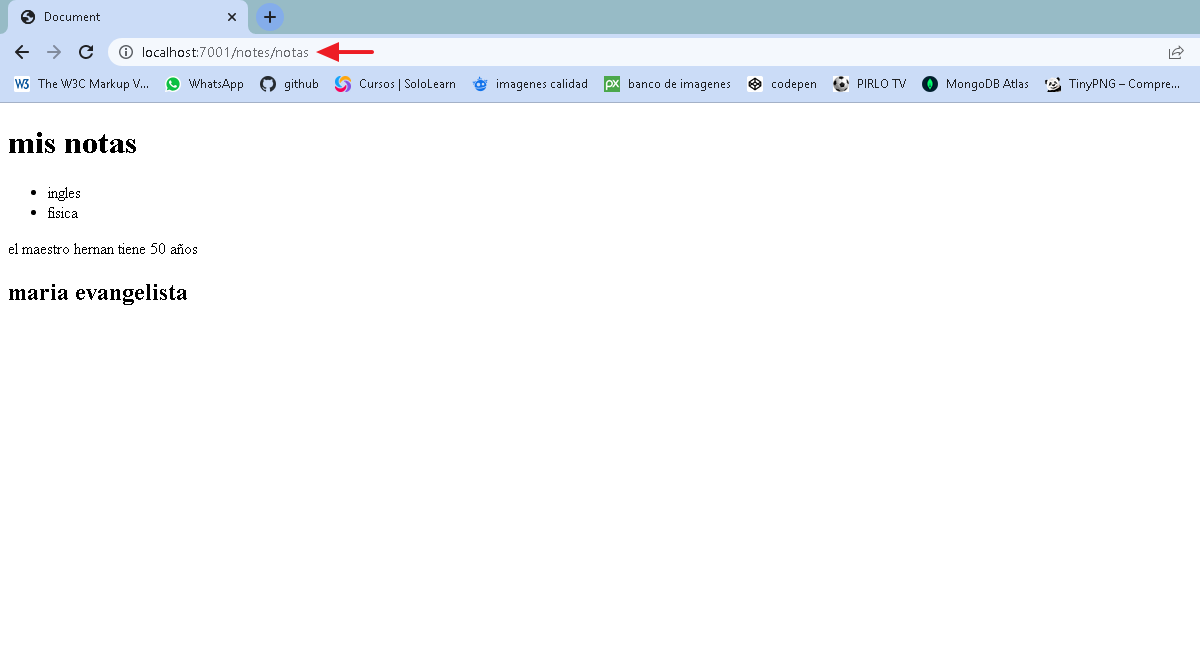 Document
localhost:7001/notes/notas
The W3C Markup V... WhatsApp github Cursos | SoloLearn imagenes calidad banco de imagenes codepen PIRLO TV MongoDB Atlas TinyPNG – Compre...
mis notas
ingles
fisica
el maestro hernan tiene 50 años
maria evangelista